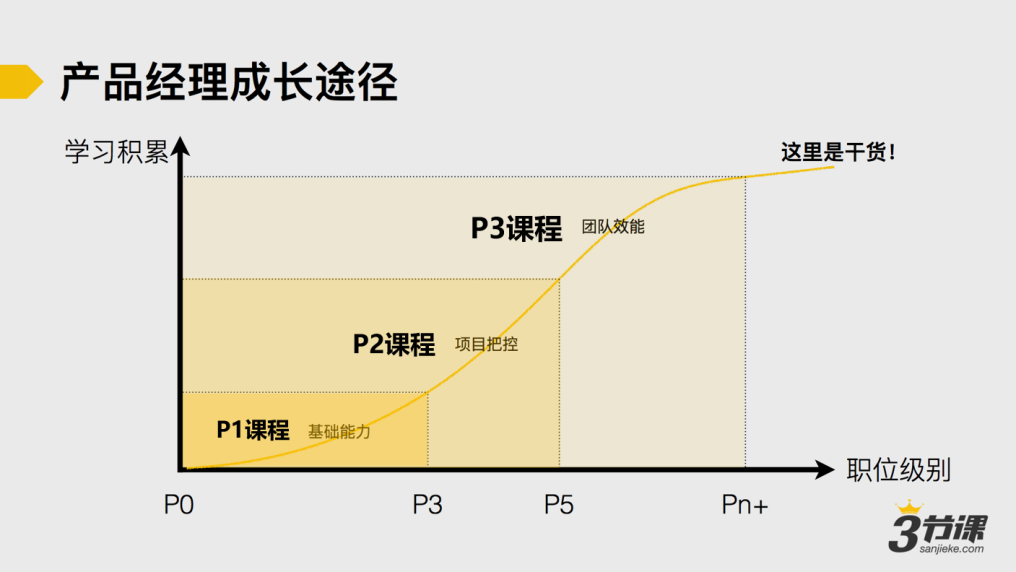 产品经理成长途径
学习积累
这里是干货！
P3课程 团队效能
P2课程 项目把控
P1课程 基础能力
职位级别
P0 P3 P5 Pn+
3节课
sanjieke.com